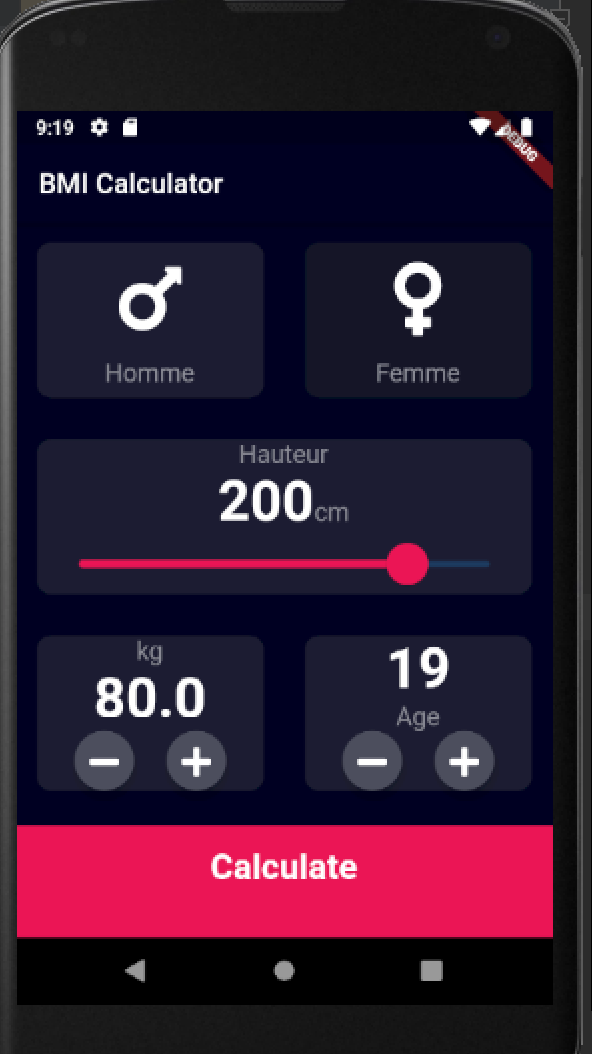 9:19
DEBUG
BMI Calculator
Homme
Femme
Hauteur
200cm
kg
80.0
19
Age
Calculate